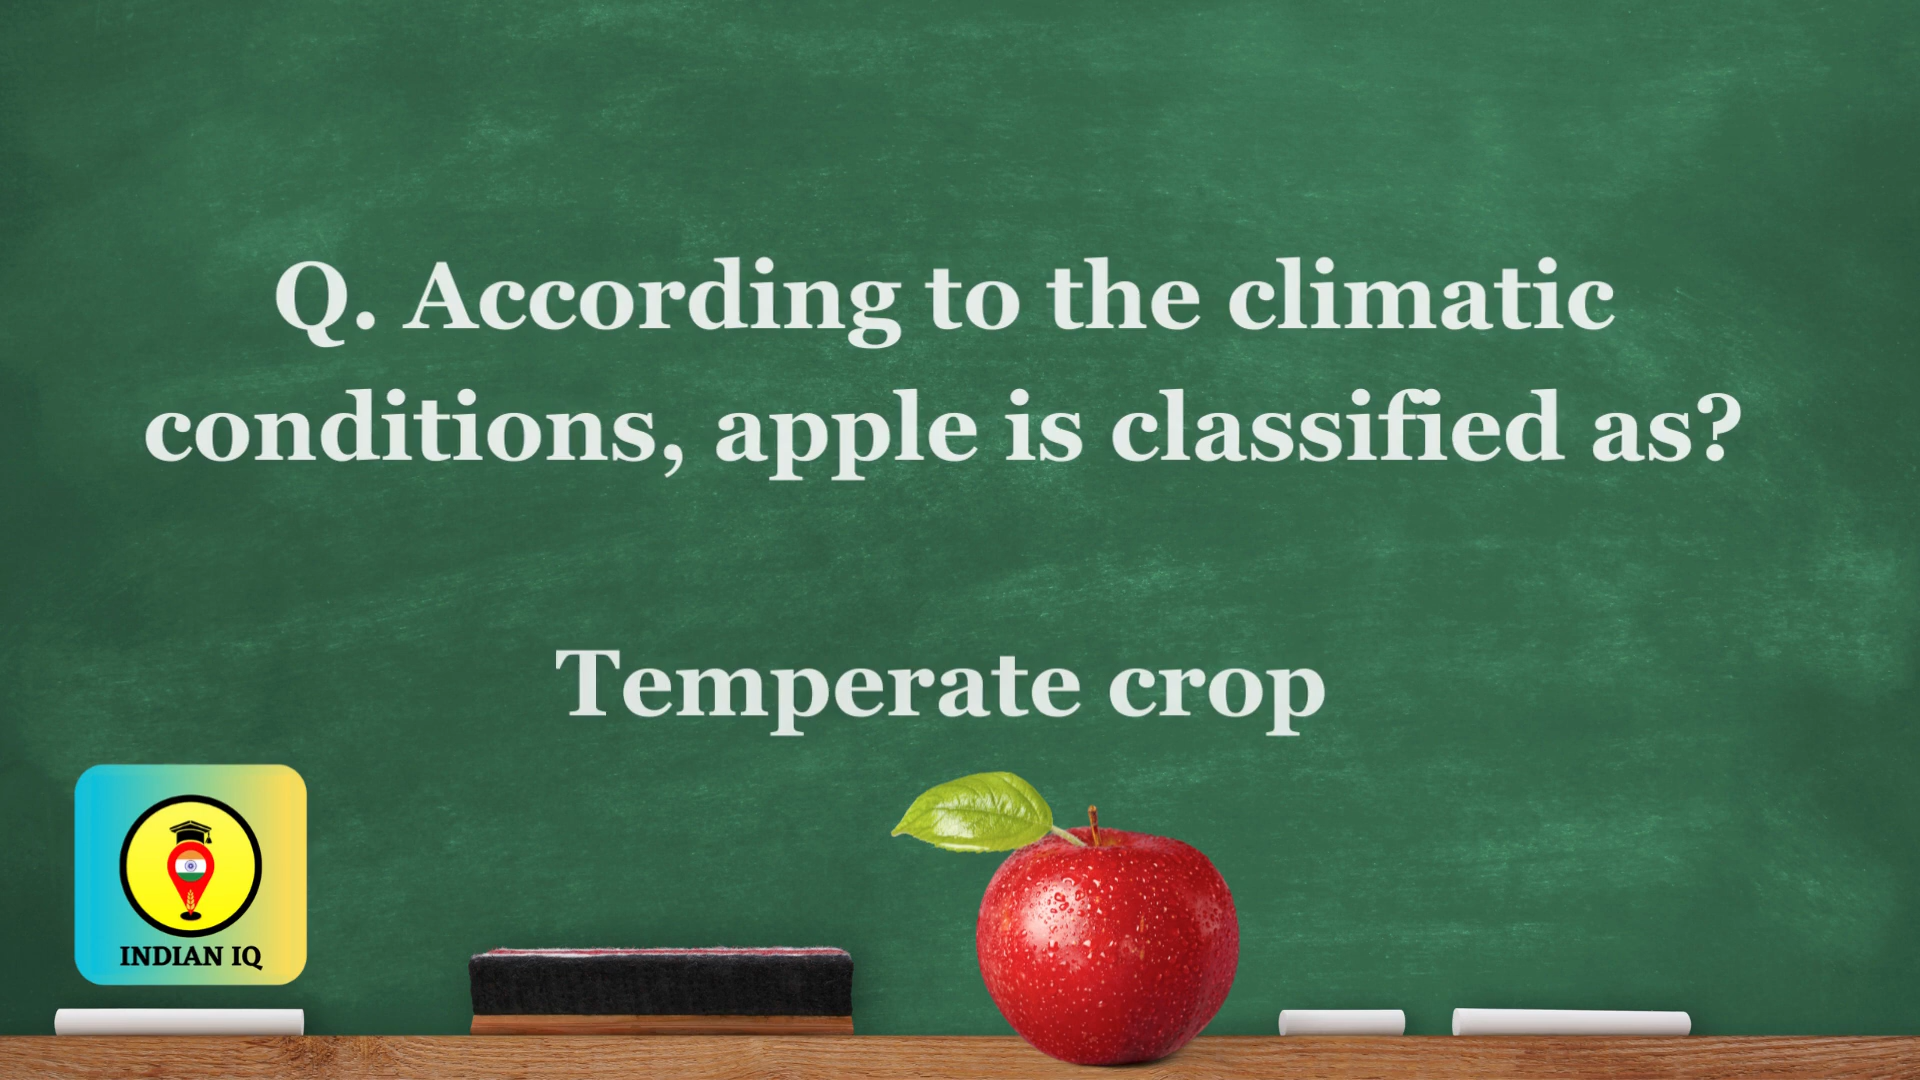 Q. According to the climatic
conditions, apple is classified as?
Temperate crop
INDIAN IQ